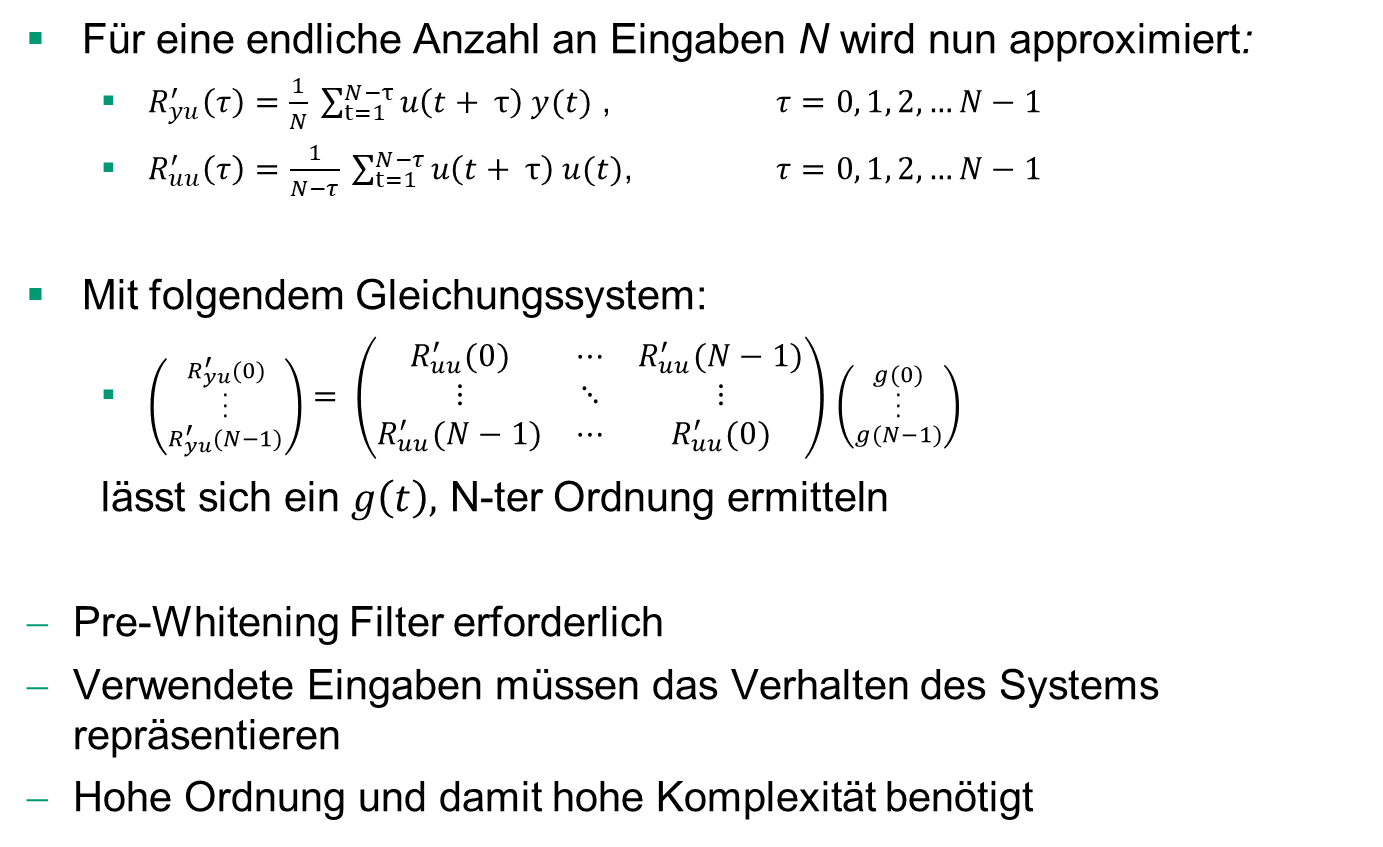 ▪ Für eine endliche Anzahl an Eingaben N wird nun approximiert:
▪ R′yu(τ) = 1/N ∑_{t=1}^{N−τ} u(t + τ) y(t) , τ = 0, 1, 2, … N − 1
▪ R′uu(τ) = 1/(N−τ) ∑_{t=1}^{N−τ} u(t + τ) u(t), τ = 0, 1, 2, … N − 1
▪ Mit folgendem Gleichungssystem:
▪ (R′yu(0) ⋮ R′yu(N−1)) = (R′uu(0) ⋯ R′uu(N − 1) ⋮ ⋱ ⋮ R′uu(N − 1) ⋯ R′uu(0)) (g(0) ⋮ g(N−1))
lässt sich ein g(t), N-ter Ordnung ermitteln
– Pre-Whitening Filter erforderlich
– Verwendete Eingaben müssen das Verhalten des Systems
repräsentieren
– Hohe Ordnung und damit hohe Komplexität benötigt